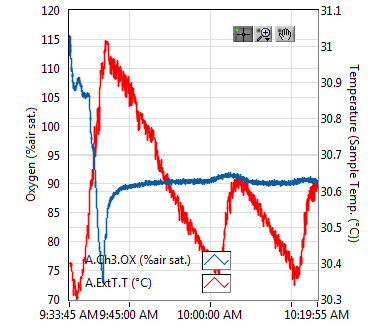 120
115
110
105
100
95
90
85
80
75
70
Oxygen (%air sat.)
31.1
31
30.9
30.8
30.7
30.6
30.5
30.4
30.3
Temperature (Sample Temp. (°C))
A.Ch3.OX (%air sat.)
A.ExtT.T (°C)
9:33:45 AM
9:45:00 AM
10:00:00 AM
10:19:55 AM